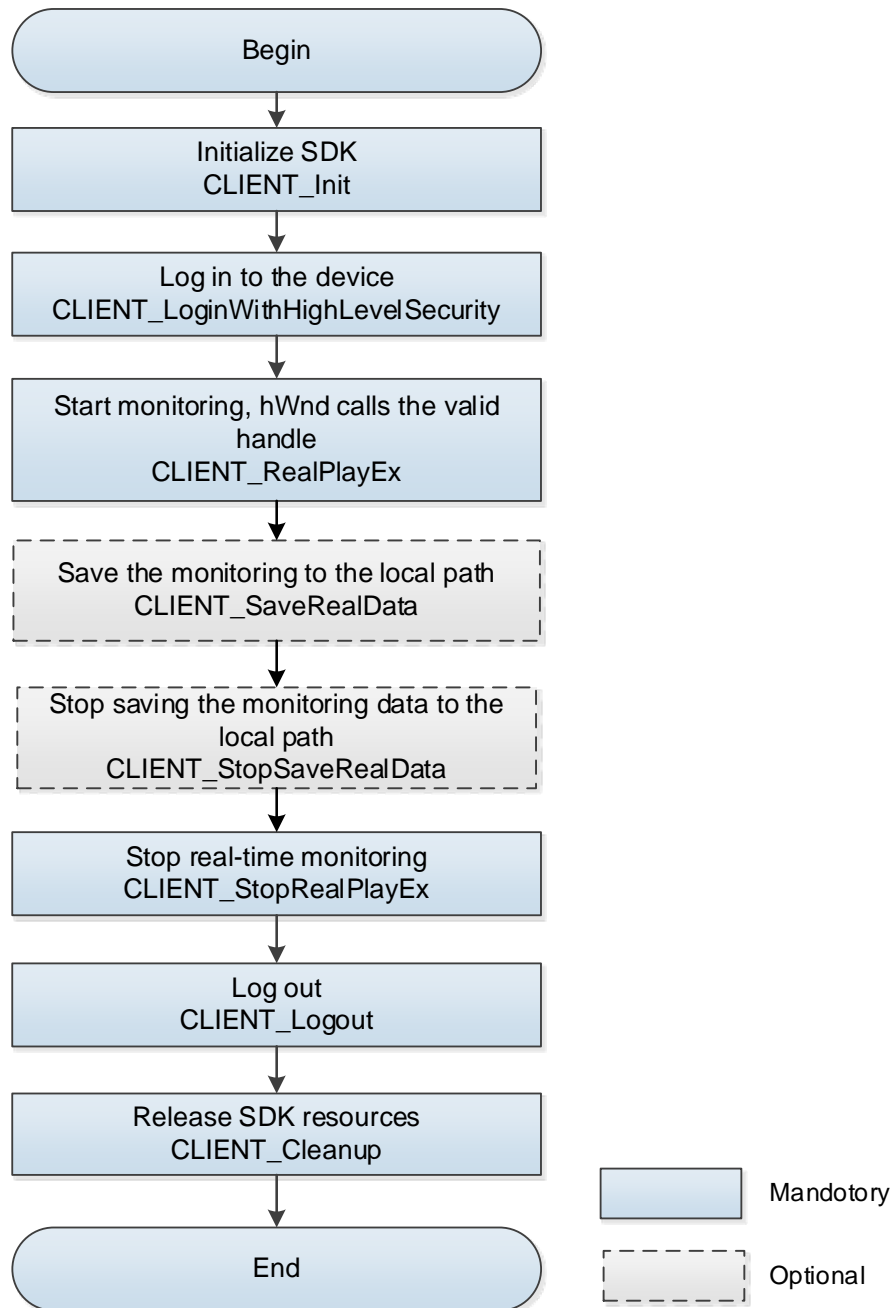 Begin
Initialize SDK
CLIENT_Init
Log in to the device
CLIENT_LoginWithHighLevelSecurity
Start monitoring, hWnd calls the valid
handle
CLIENT_RealPlayEx
Save the monitoring to the local path
CLIENT_SaveRealData
Stop saving the monitoring data to the
local path
CLIENT_StopSaveRealData
Stop real-time monitoring
CLIENT_StopRealPlayEx
Log out
CLIENT_Logout
Release SDK resources
CLIENT_Cleanup
End
Mandotory
Optional